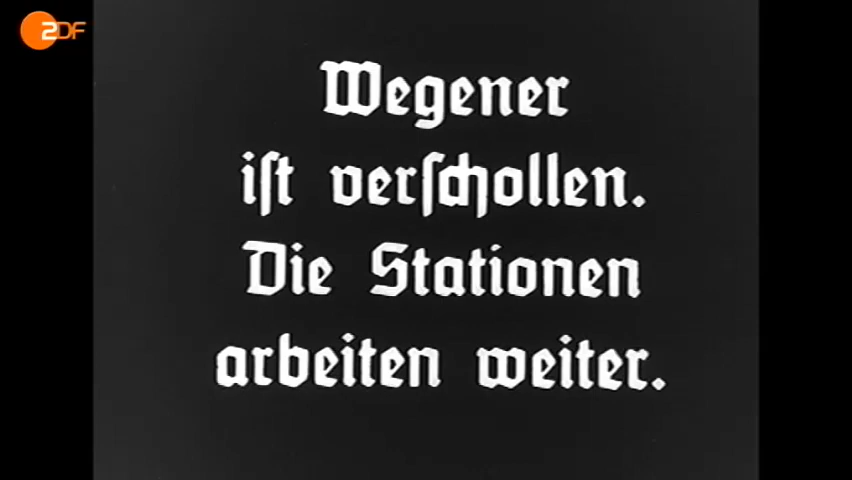 ZDF
Wegener
iſt verſchollen.
Die Stationen
arbeiten weiter.